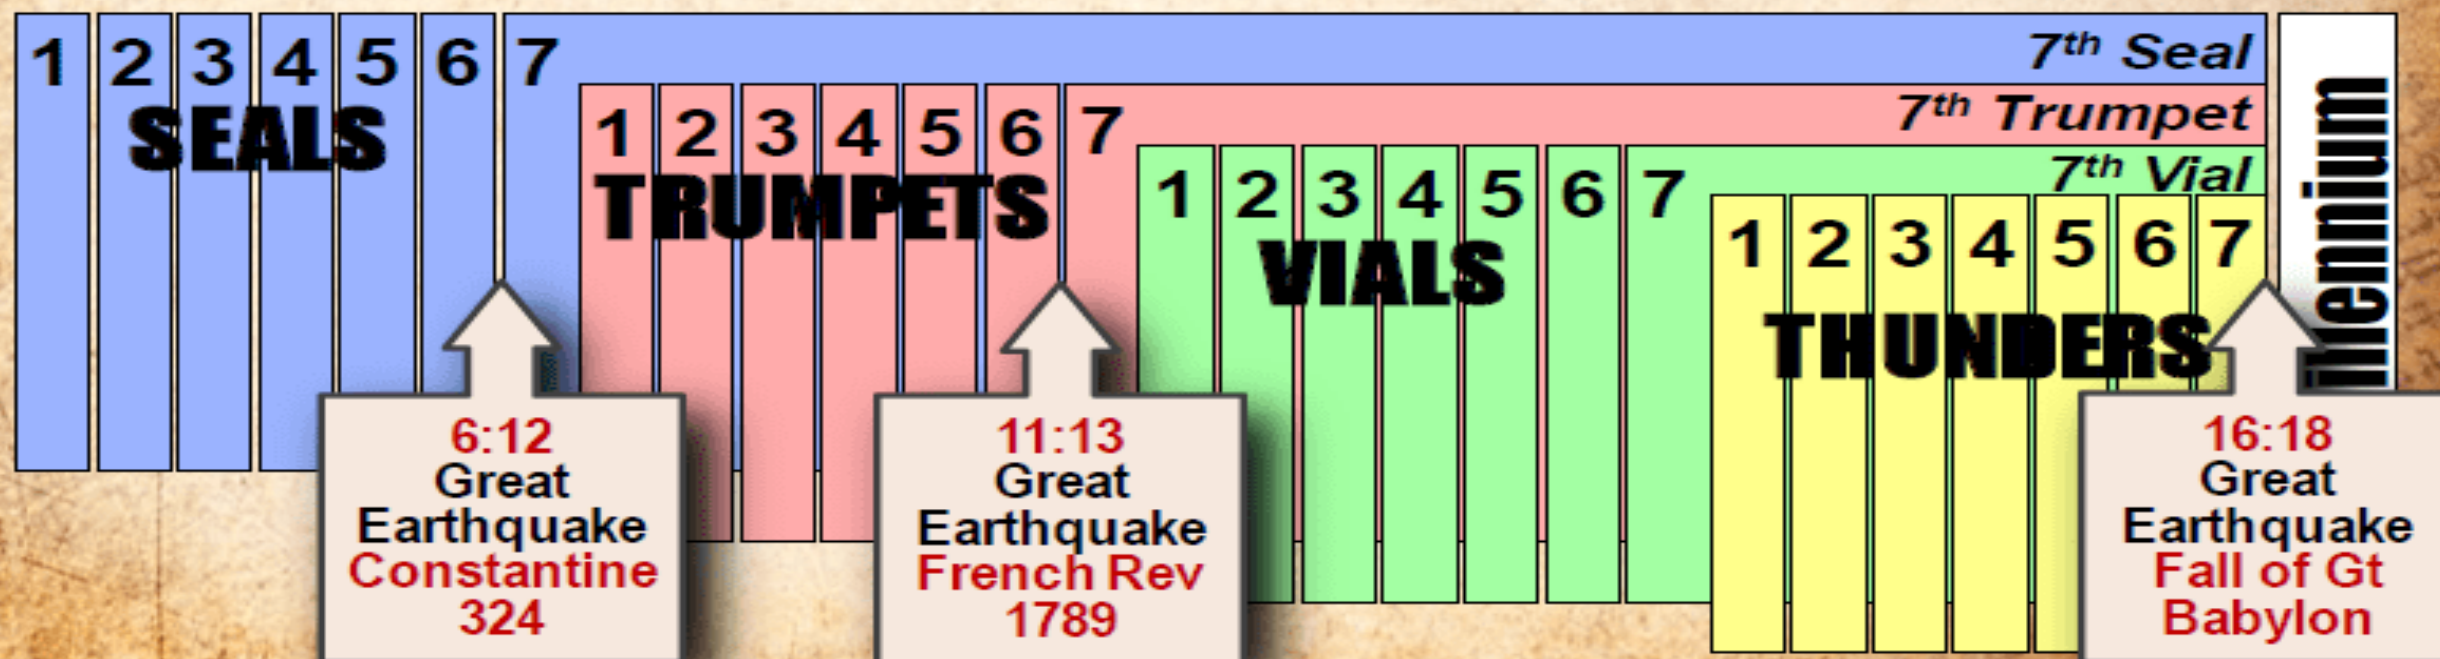 1 2 3 4 5 6 7
7th Seal
SEALS
1 2 3 4 5 6 7
7th Trumpet
TRUMPETS
1 2 3 4 5 6 7
7th Vial
VIALS
1 2 3 4 5 6 7
THUNDERS
6:12
Great
Earthquake
Constantine
324
11:13
Great
Earthquake
French Rev
1789
16:18
Great
Earthquake
Fall of Gt
Babylon